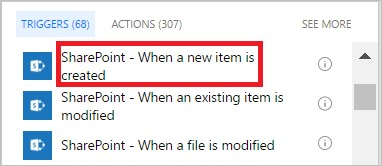 TRIGGERS (68) ACTIONS (307) SEE MORE
SharePoint - When a new item is
created
SharePoint - When an existing item is
modified
SharePoint - When a file is modified